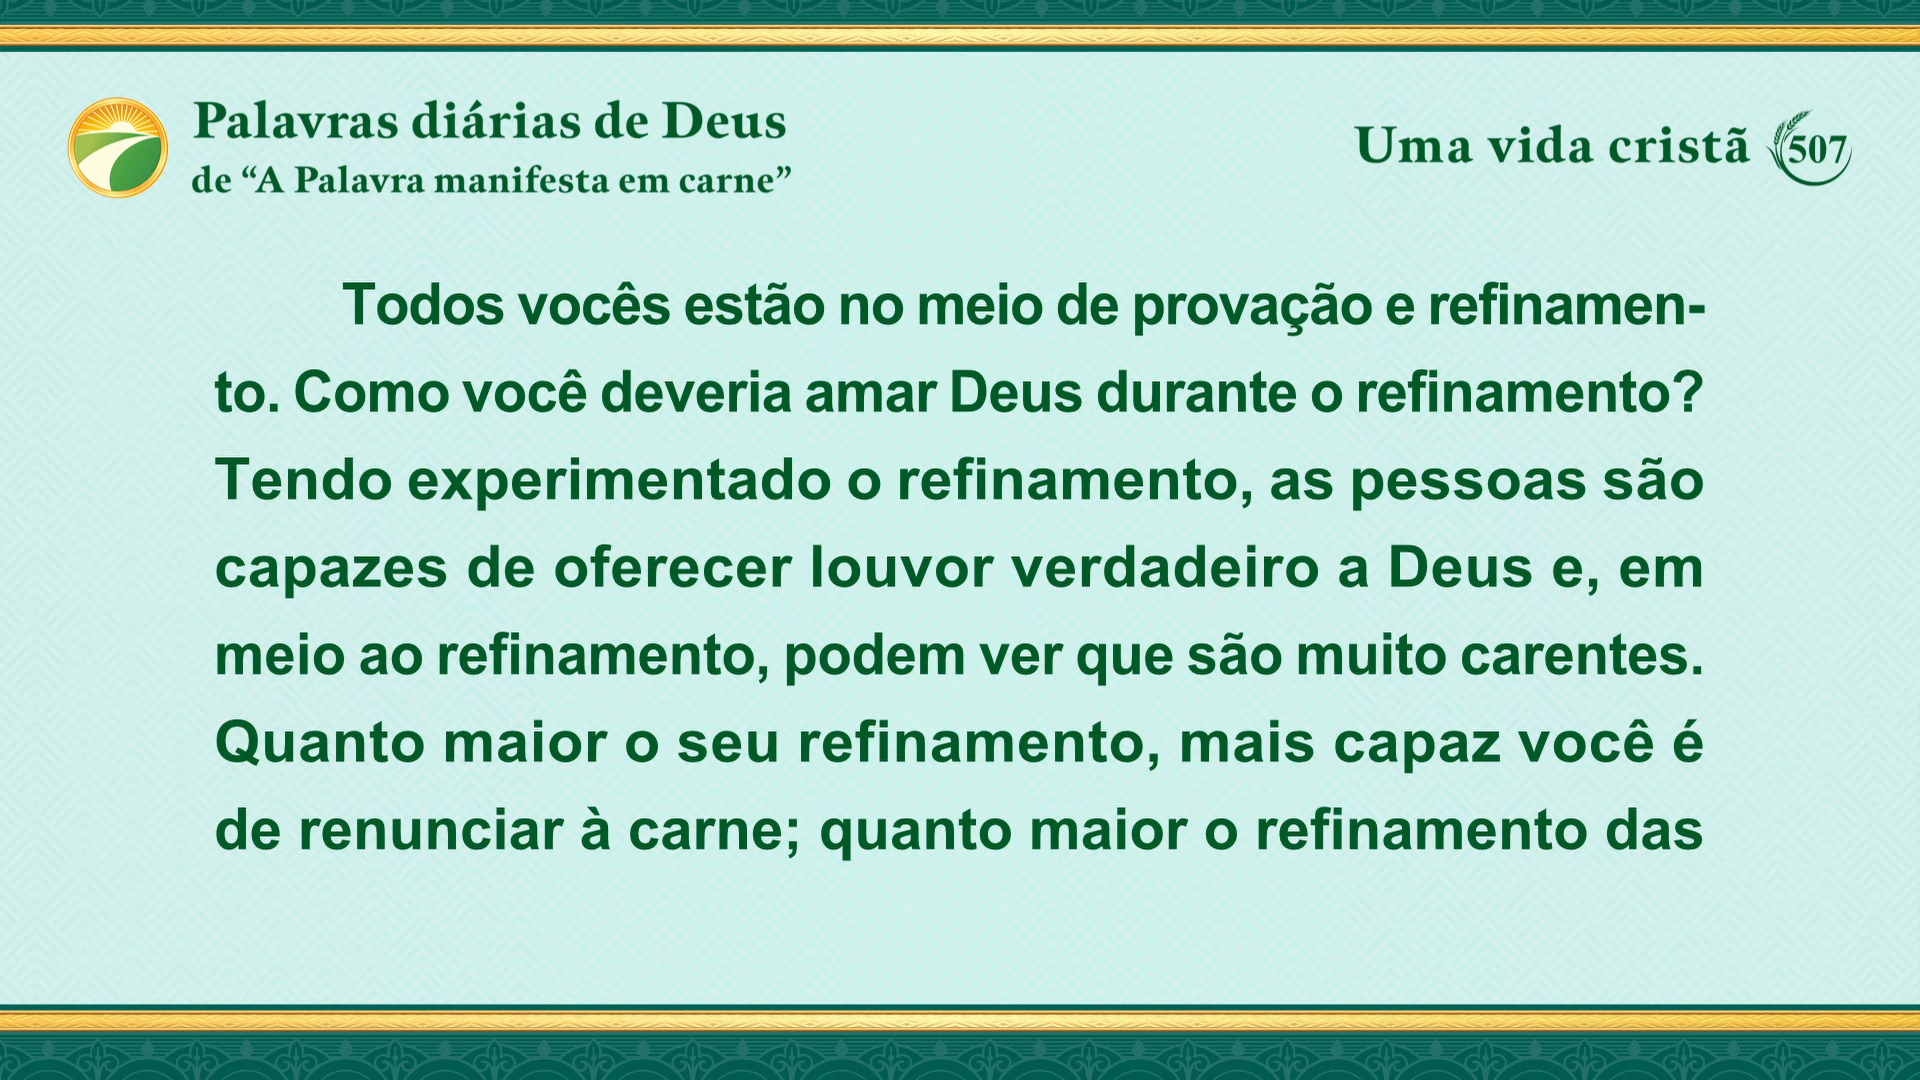 Palavras diárias de Deus
de “A Palavra manifesta em carne”
Uma vida cristã 507
Todos vocês estão no meio de provação e refinamen-
to. Como você deveria amar Deus durante o refinamento?
Tendo experimentado o refinamento, as pessoas são
capazes de oferecer louvor verdadeiro a Deus e, em
meio ao refinamento, podem ver que são muito carentes.
Quanto maior o seu refinamento, mais capaz você é
de renunciar à carne; quanto maior o refinamento das